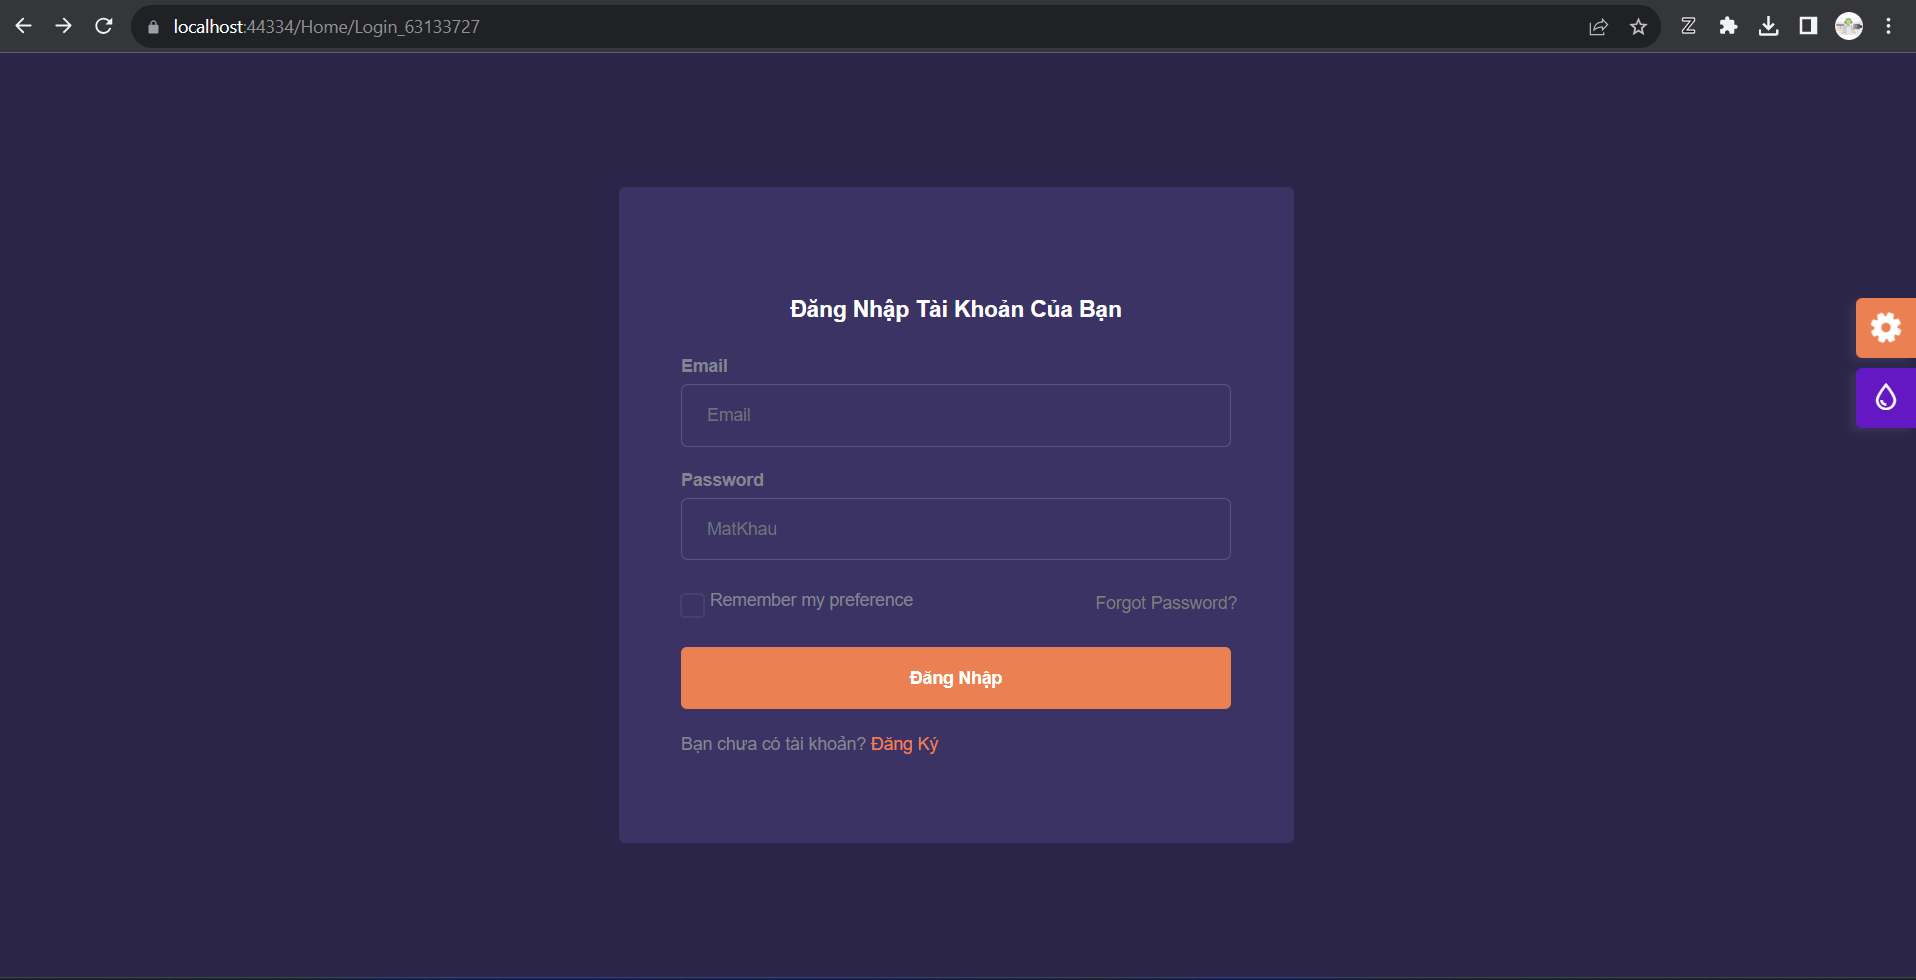 localhost:44334/Home/Login_63133727
Đăng Nhập Tài Khoản Của Bạn
Email
Email
Password
MatKhau
Remember my preference
Forgot Password?
Đăng Nhập
Bạn chưa có tài khoản? Đăng Ký